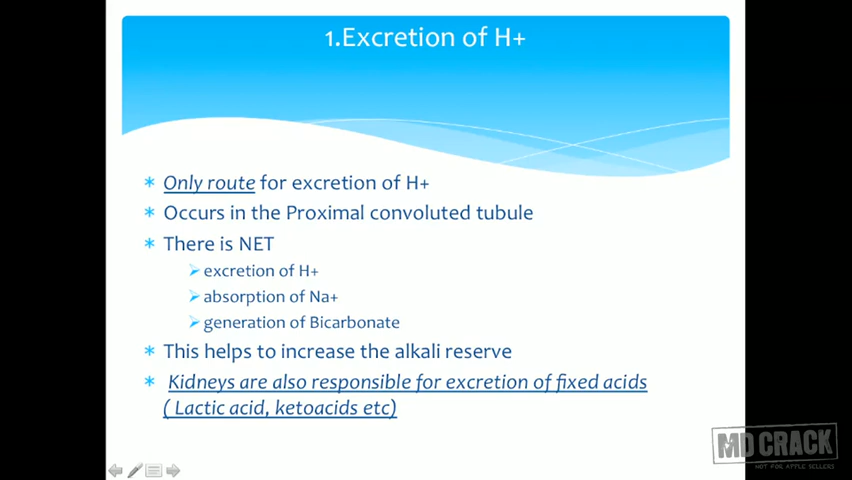 1.Excretion of H+
* Only route for excretion of H+
* Occurs in the Proximal convoluted tubule
* There is NET
➢ excretion of H+
➢ absorption of Na+
➢ generation of Bicarbonate
* This helps to increase the alkali reserve
* Kidneys are also responsible for excretion of fixed acids
( Lactic acid, ketoacids etc)
MD CRACK
NOT FOR APPLE SELLERS